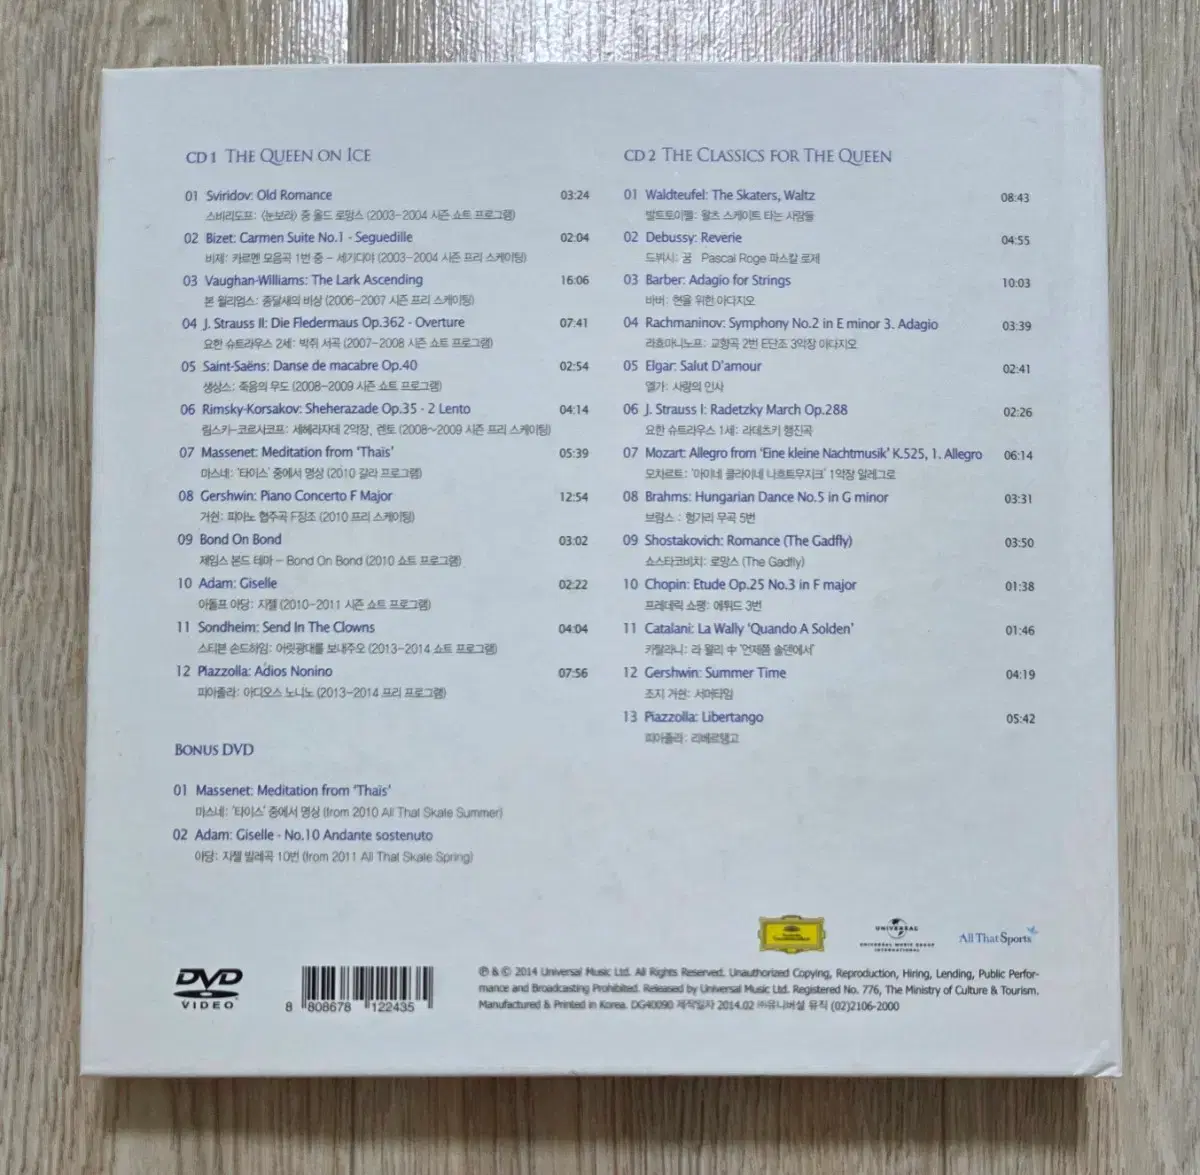 CD 1 THE QUEEN ON ICE
01 Sviridov: Old Romance 03:24
스비리도프: 〈눈보라〉 중 올드 로망스 (2003-2004 시즌 쇼트 프로그램)
02 Bizet: Carmen Suite No.1 - Seguedille 02:04
비제: 카르멘 모음곡 1번 중 - 세기디야 (2003-2004 시즌 프리 스케이팅)
03 Vaughan-Williams: The Lark Ascending 16:06
본 윌리엄스: 종달새의 비상 (2006-2007 시즌 프리 스케이팅)
04 J. Strauss II: Die Fledermaus Op.362 - Overture 07:41
요한 슈트라우스 2세: 박쥐 서곡 (2007-2008 시즌 쇼트 프로그램)
05 Saint-Saëns: Danse de macabre Op.40 02:54
생상스: 죽음의 무도 (2008-2009 시즌 쇼트 프로그램)
06 Rimsky-Korsakov: Sheherazade Op.35 - 2 Lento 04:14
림스키-코르사코프: 세헤라자데 2악장, 렌토 (2008~2009 시즌 프리 스케이팅)
07 Massenet: Meditation from 'Thaïs' 05:39
마스네: '타이스' 중에서 명상 (2010 갈라 프로그램)
08 Gershwin: Piano Concerto F Major 12:54
거쉰: 피아노 협주곡 F장조 (2010 프리 스케이팅)
09 Bond On Bond 03:02
제임스 본드 테마 - Bond On Bond (2010 쇼트 프로그램)
10 Adam: Giselle 02:22
아돌프 아당: 지젤 (2010-2011 시즌 쇼트 프로그램)
11 Sondheim: Send In The Clowns 04:04
스티븐 손드하임: 어릿광대를 보내주오 (2013-2014 쇼트 프로그램)
12 Piazzolla: Adios Nonino 07:56
피아졸라: 아디오스 노니노 (2013-2014 프리 프로그램)
BONUS DVD
01 Massenet: Meditation from 'Thaïs'
마스네: '타이스' 중에서 명상 (from 2010 All That Skate Summer)
02 Adam: Giselle - No.10 Andante sostenuto
아당: 지젤 발레곡 10번 (from 2011 All That Skate Spring)
CD 2 THE CLASSICS FOR THE QUEEN
01 Waldteufel: The Skaters, Waltz 08:43
발트토이펠: 왈츠 스케이트 타는 사람들
02 Debussy: Reverie 04:55
드뷔시: 꿈 Pascal Roge 파스칼 로제
03 Barber: Adagio for Strings 10:03
바버: 현을 위한 아다지오
04 Rachmaninov: Symphony No.2 in E minor 3. Adagio 03:39
라흐마니노프: 교향곡 2번 E단조 3악장 아다지오
05 Elgar: Salut D'amour 02:41
엘가: 사랑의 인사
06 J. Strauss I: Radetzky March Op.288 02:26
요한 슈트라우스 1세: 라데츠키 행진곡
07 Mozart: Allegro from 'Eine kleine Nachtmusik' K.525, 1. Allegro 06:14
모차르트: '아이네 클라이네 나흐트무지크' 1악장 알레그로
08 Brahms: Hungarian Dance No.5 in G minor 03:31
브람스 : 헝가리 무곡 5번
09 Shostakovich: Romance (The Gadfly) 03:50
쇼스타코비치: 로망스 (The Gadfly)
10 Chopin: Etude Op.25 No.3 in F major 01:38
프레데릭 쇼팽: 에튀드 3번
11 Catalani: La Wally 'Quando A Solden' 01:46
카탈라니: 라 왈리 中 '언제쯤 솔덴에서'
12 Gershwin: Summer Time 04:19
조지 거쉰: 서머타임
13 Piazzolla: Libertango 05:42
피아졸라: 리베르탱고
UNIVERSAL
UNIVERSAL MUSIC GROUP
INTERNATIONAL
All That Sports
DVD
VIDEO
8 808678 122435
℗ & © 2014 Universal Music Ltd. All Rights Reserved. Unauthorized Copying, Reproduction, Hiring, Lending, Public Perfor-
mance and Broadcasting Prohibited. Released by Universal Music Ltd. Registered No. 776, The Ministry of Culture & Tourism.
Manufactured & Printed in Korea. DG40090 제작일자 2014.02 ㈜유니버설 뮤직 (02)2106-2000